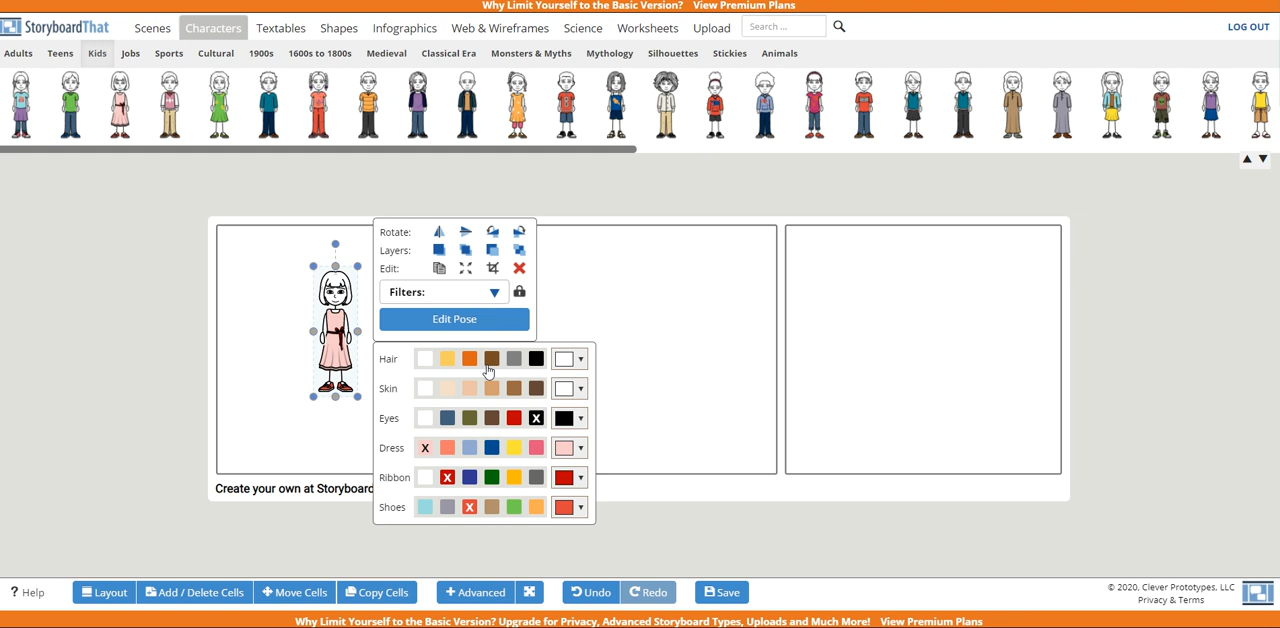 Why Limit Yourself to the Basic Version? View Premium Plans
StoryboardThat Scenes Characters Textables Shapes Infographics Web & Wireframes Science Worksheets Upload Search ... LOG OUT
Adults Teens Kids Jobs Sports Cultural 1900s 1600s to 1800s Medieval Classical Era Monsters & Myths Mythology Silhouettes Stickies Animals
Rotate:
Layers:
Edit:
Filters:
Edit Pose
Hair
Skin
Eyes X
Dress X
Ribbon X
Shoes X
Create your own at Storyboard
? Help Layout Add / Delete Cells Move Cells Copy Cells Advanced Undo Redo Save
© 2020, Clever Prototypes, LLC
Privacy & Terms
Why Limit Yourself to the Basic Version? Upgrade for Privacy, Advanced Storyboard Types, Uploads and Much More! View Premium Plans